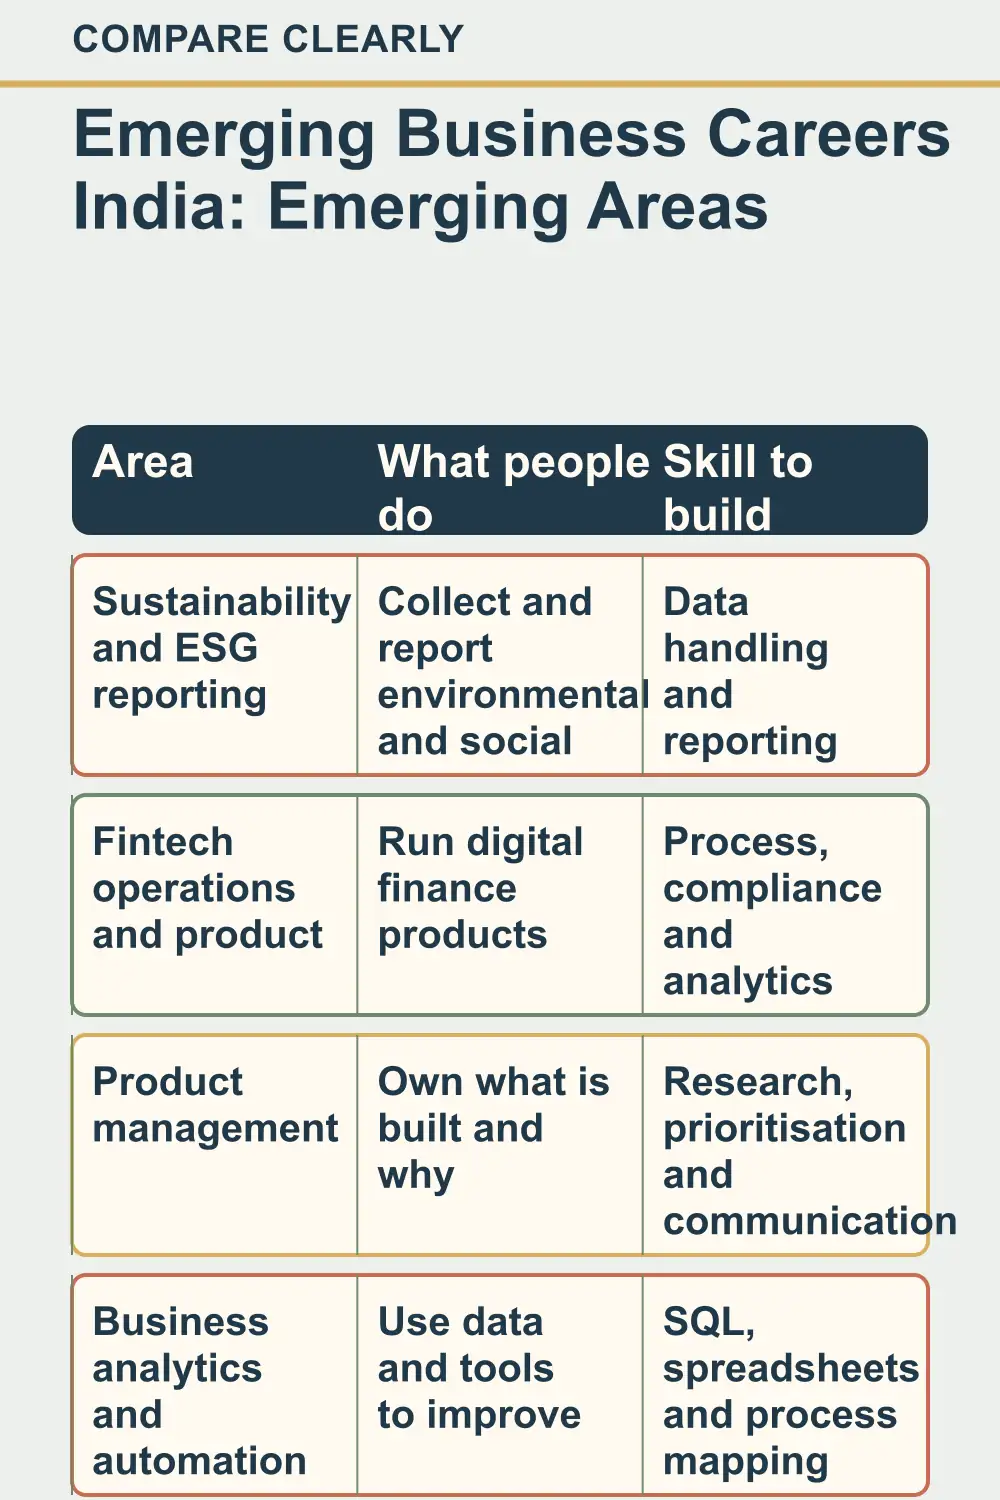 COMPARE CLEARLY
Emerging Business Careers
India: Emerging Areas
Area
What people
do
Skill to
build
Sustainability
and ESG
reporting
Collect and
report
environmental
and social
Data
handling
and
reporting
Fintech
operations
and product
Run digital
finance
products
Process,
compliance
and
analytics
Product
management
Own what is
built and
why
Research,
prioritisation
and
communication
Business
analytics
and
automation
Use data
and tools
to improve
SQL,
spreadsheets
and process
mapping